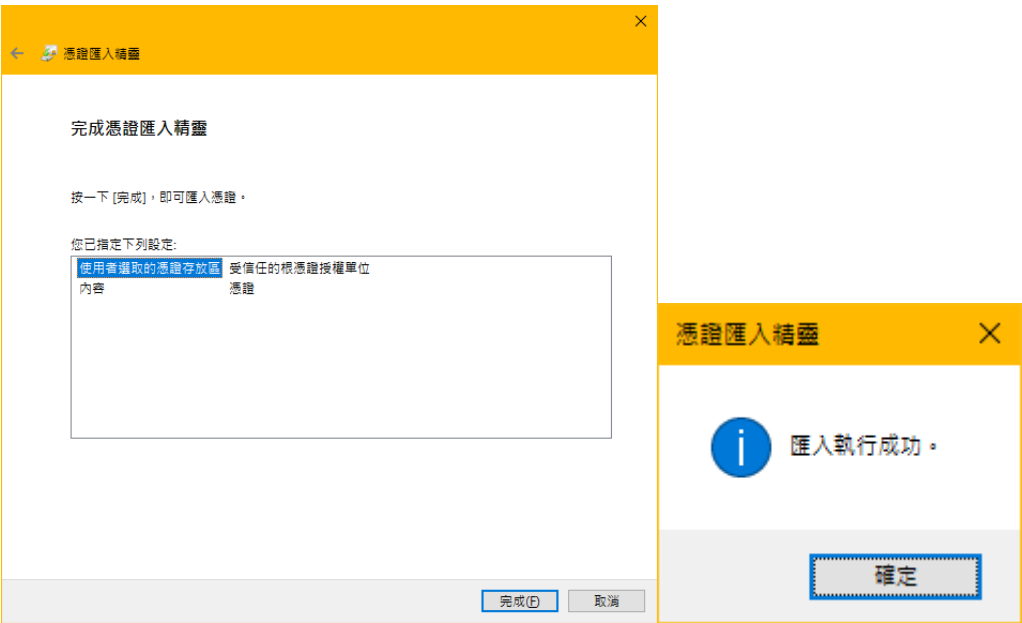 憑證匯入精靈
完成憑證匯入精靈
按一下 [完成]，即可匯入憑證。
您已指定下列設定:
使用者選取的憑證存放區 受信任的根憑證授權單位
內容 憑證
完成(F) 取消
憑證匯入精靈
匯入執行成功。
確定